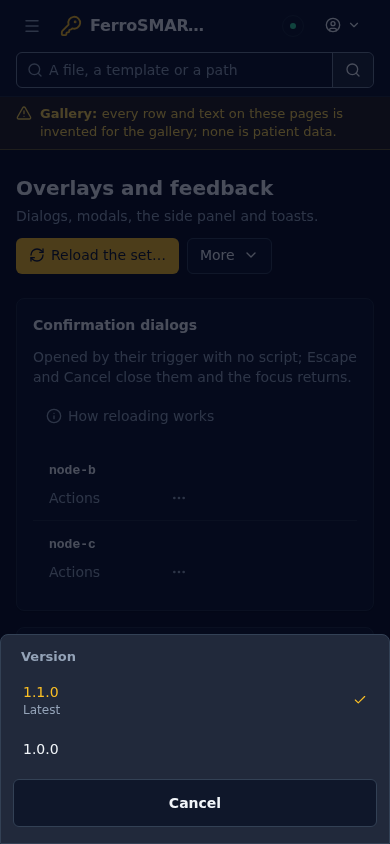 FerroSMAR...
A file, a template or a path
Gallery: every row and text on these pages is
invented for the gallery; none is patient data.
Overlays and feedback
Dialogs, modals, the side panel and toasts.
Reload the set...
More
Confirmation dialogs
Opened by their trigger with no script; Escape
and Cancel close them and the focus returns.
How reloading works
node-b
Actions
node-c
Actions
Version
1.1.0
Latest
1.0.0
Cancel